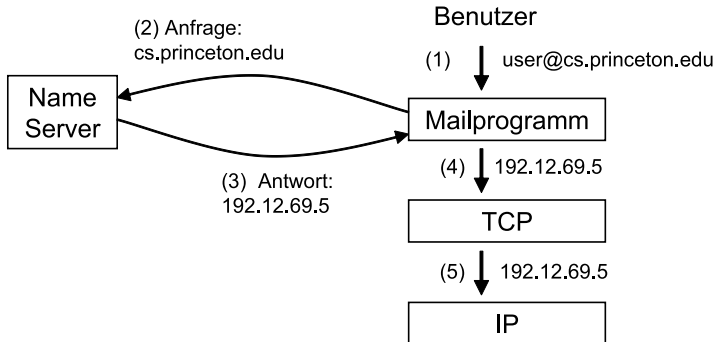 Benutzer
(2) Anfrage:
cs.princeton.edu
(1) user@cs.princeton.edu
Name
Server
Mailprogramm
(3) Antwort:
192.12.69.5
(4) 192.12.69.5
TCP
(5) 192.12.69.5
IP